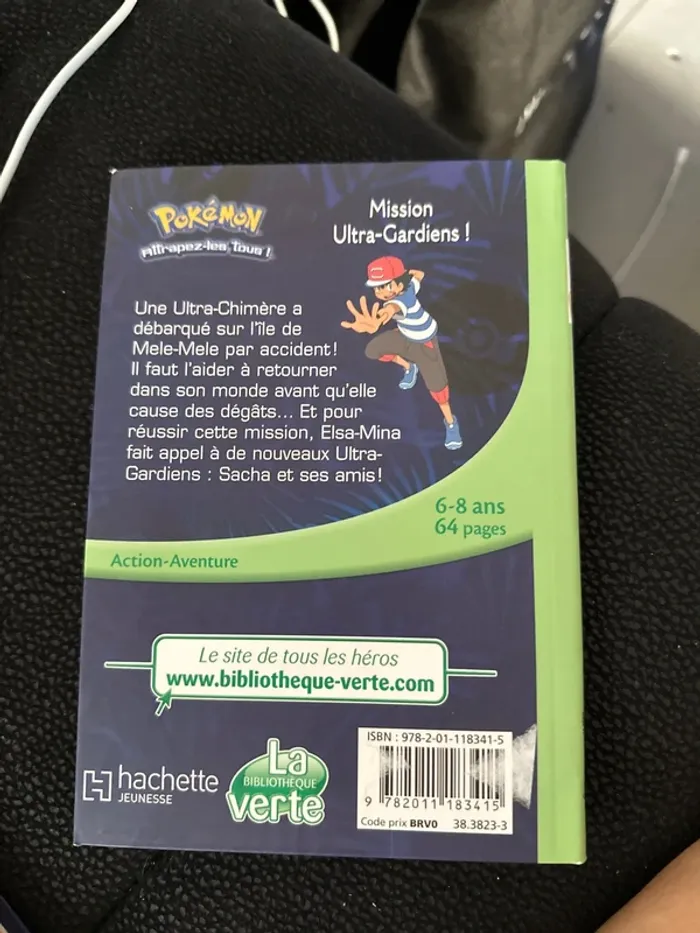 POKéMON
Attrapez-les Tous !
Mission
Ultra-Gardiens !
Une Ultra-Chimère a
débarqué sur l'île de
Mele-Mele par accident !
Il faut l'aider à retourner
dans son monde avant qu'elle
cause des dégâts... Et pour
réussir cette mission, Elsa-Mina
fait appel à de nouveaux Ultra-
Gardiens : Sacha et ses amis !
6-8 ans
64 pages
Action-Aventure
Le site de tous les héros
www.bibliotheque-verte.com
hachette
JEUNESSE
La
BIBLIOTHÈQUE
verte
ISBN : 978-2-01-118341-5
9 782011 183415
Code prix BRV0 38.3823-3